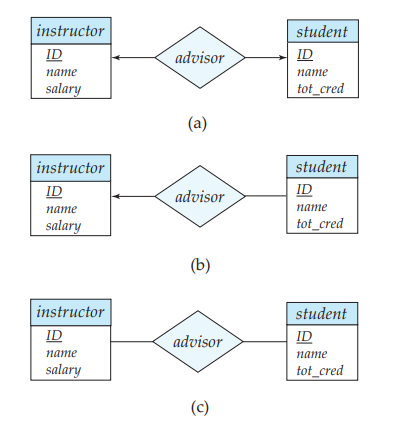 instructor
ID
name
salary
advisor
student
ID
name
tot_cred
(a)
instructor
ID
name
salary
advisor
student
ID
name
tot_cred
(b)
instructor
ID
name
salary
advisor
student
ID
name
tot_cred
(c)